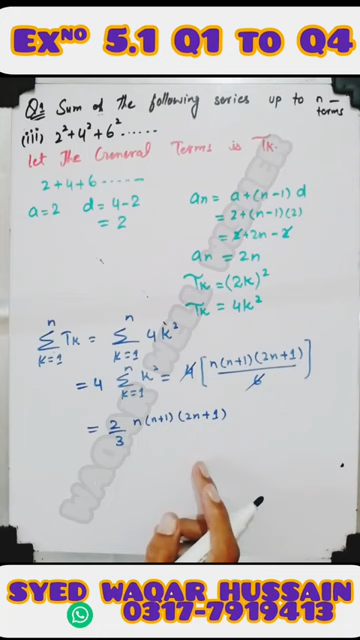 Exᴺᴼ 5.1 Q1 TO Q4
Q1 Sum of the following series up to n-terms
(iii) 2²+4²+6² ......
Let The General Terms is Tk.
2+4+6 ......
a=2 d=4-2
=2
an = a+(n-1) d
= 2+(n-1)(2)
= 2+2n-2
an = 2n
Tk = (2k)²
Tk = 4k²
n∑k=1 Tk = n∑k=1 4k²
= 4 n∑k=1 k² = 4[n(n+1)(2n+1)/6]
= 2/3 n(n+1)(2n+1)
WAQAR
SYED WAQAR HUSSAIN
0317-7919413